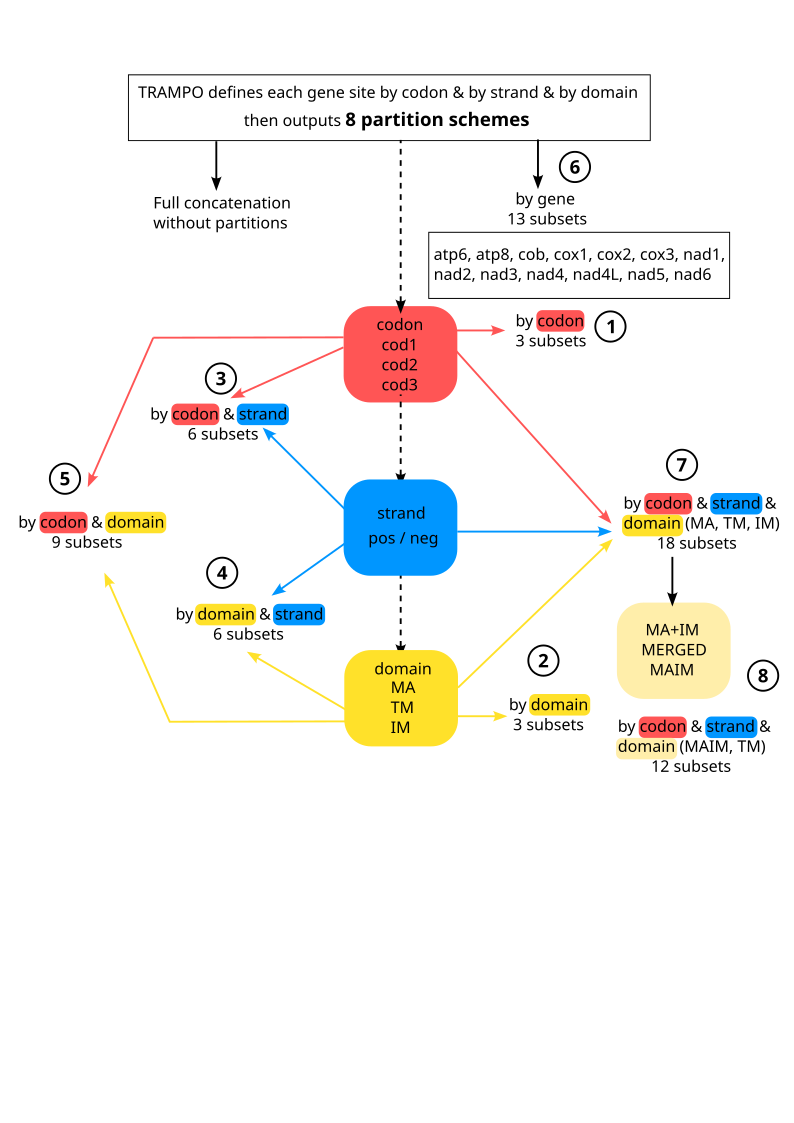 TRAMPO defines each gene site by codon & by strand & by domain
then outputs 8 partition schemes
6
Full concatenation
without partitions
by gene
13 subsets
atp6, atp8, cob, cox1, cox2, cox3, nad1,
nad2, nad3, nad4, nad4L, nad5, nad6
codon
cod1
cod2
cod3
by codon
3 subsets
1
3
by codon & strand
6 subsets
5
by codon & domain
9 subsets
strand
pos / neg
7
by codon & strand &
domain (MA, TM, IM)
18 subsets
4
by domain & strand
6 subsets
MA+IM
MERGED
MAIM
domain
MA
TM
IM
2
by domain
3 subsets
8
by codon & strand &
domain (MAIM, TM)
12 subsets